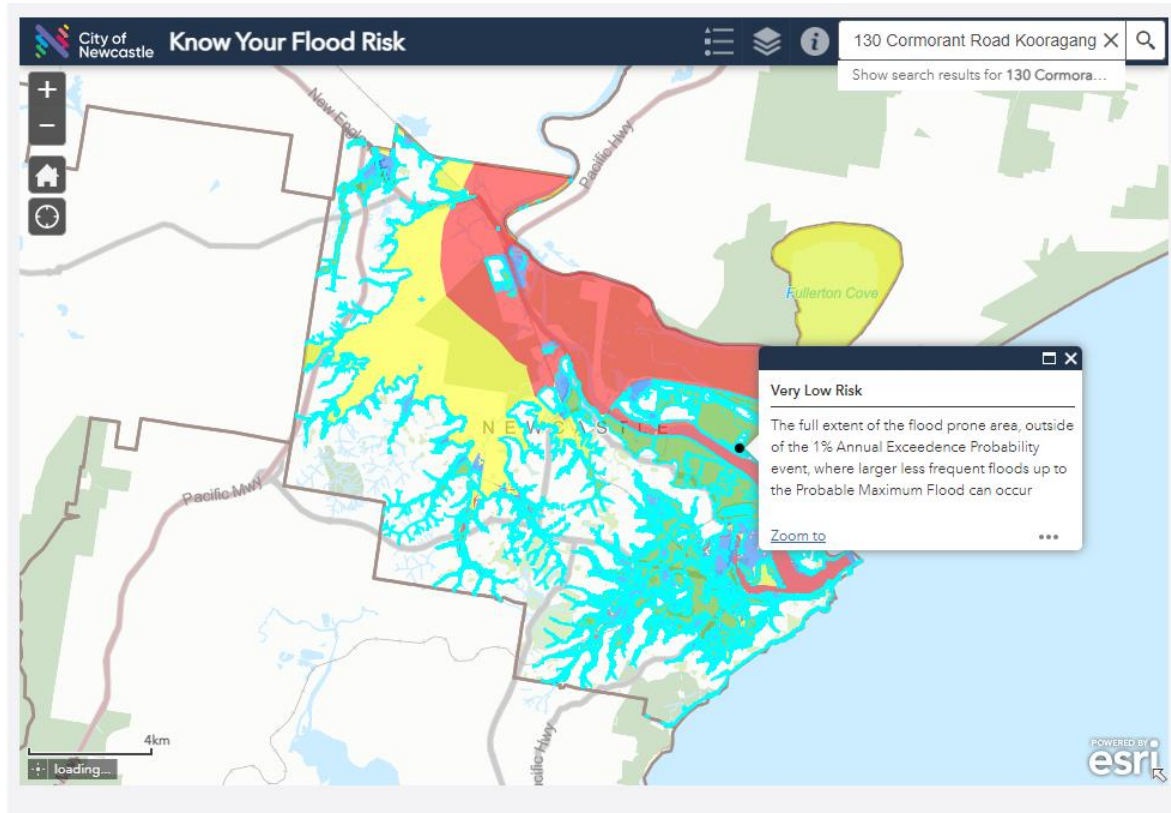 City of
Newcastle
Know Your Flood Risk
130 Cormorant Road Kooragang
Show search results for 130 Cormora...
New Engl
Pacific Hwy
Fullerton Cove
Very Low Risk
The full extent of the flood prone area, outside
of the 1% Annual Exceedence Probability
event, where larger less frequent floods up to
the Probable Maximum Flood can occur
Zoom to
NEWCASTLE
Pacific Mwy
Pacific Hwy
4km
loading...
POWERED BY
esri